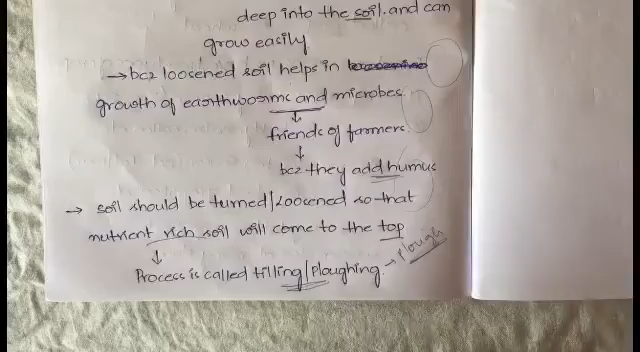 deep into the soil and can
grow easily
→ bcz loosened soil helps in
growth of earthworms and microbes.
↓
friends of farmers.
↓
bcz they add humus
→ soil should be turned/loosened so that
nutrient rich soil will come to the top
↓
Process is called tilling/Ploughing. → Plough